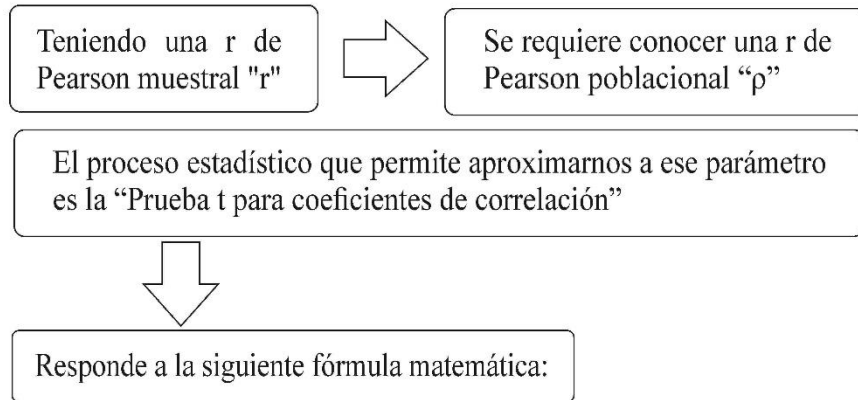 Teniendo una r de
Pearson muestral "r"
Se requiere conocer una r de
Pearson poblacional “ρ”
El proceso estadístico que permite aproximarnos a ese parámetro
es la “Prueba t para coeficientes de correlación”
Responde a la siguiente fórmula matemática: